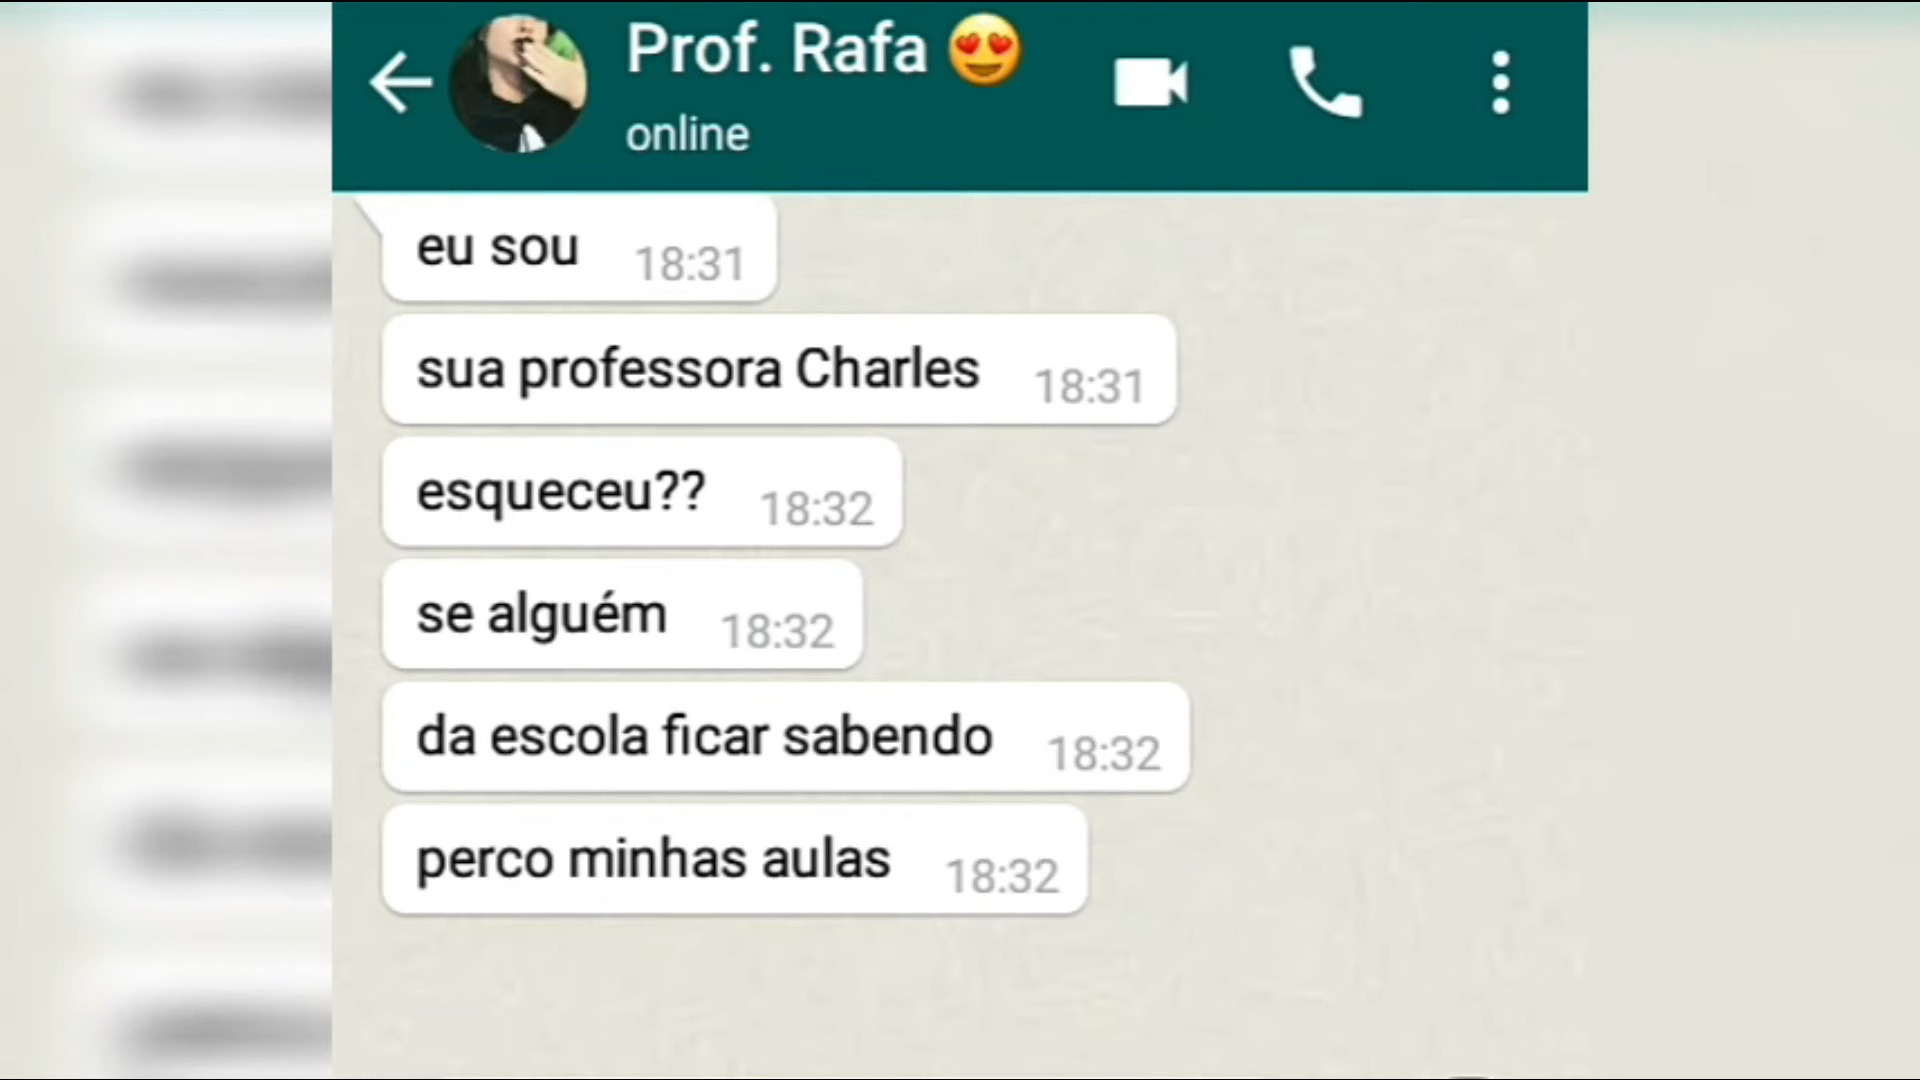 Prof. Rafa 😍
online
eu sou 18:31
sua professora Charles 18:31
esqueceu?? 18:32
se alguém 18:32
da escola ficar sabendo 18:32
perco minhas aulas 18:32